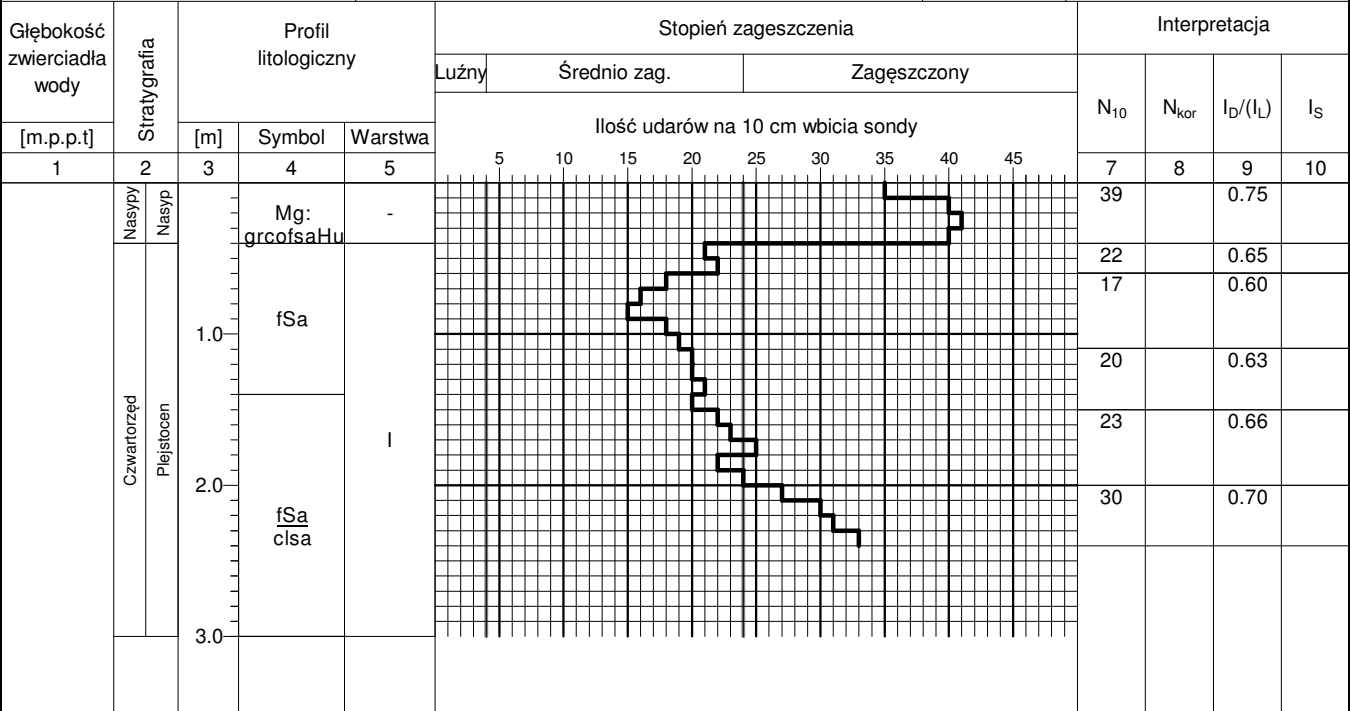 Głębokość
zwierciadła
wody
[m.p.p.t]
Stratygrafia
Profil
litologiczny
[m]
Symbol
Warstwa
Stopień zagęszczenia
Luźny
Średnio zag.
Zagęszczony
Ilość udarów na 10 cm wbicia sondy
5 10 15 20 25 30 35 40 45
Interpretacja
N10
Nkor
ID/(IL)
IS
1 2 3 4 5 7 8 9 10
Nasypy
Nasyp
Mg:
grcofsaHu
-
39 0.75
22 0.65
17 0.60
fSa
1.0
20 0.63
23 0.66
Czwartorzęd
Plejstocen
I
2.0
30 0.70
fSa
clsa
3.0